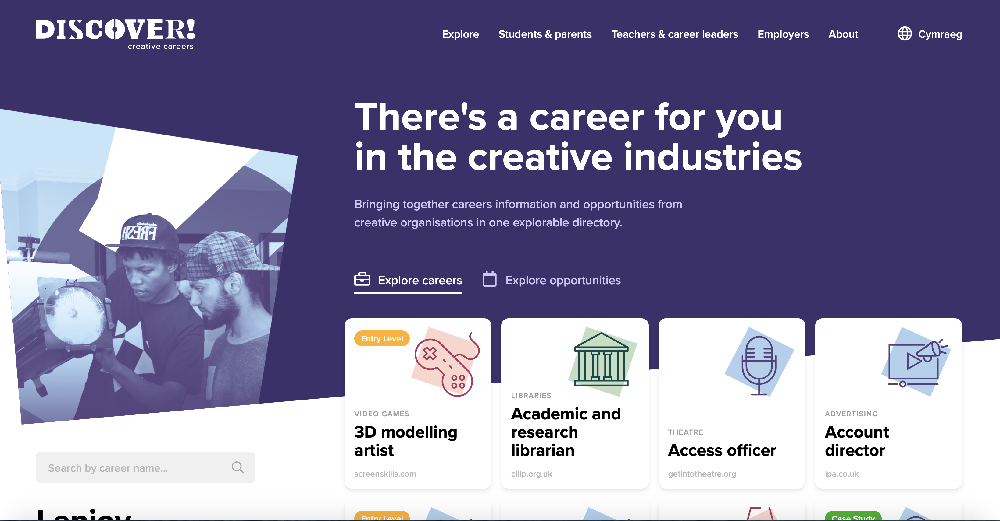 DISCOVER!
creative careers
Explore
Students & parents
Teachers & career leaders
Employers
About
Cymraeg
There's a career for you
in the creative industries
Bringing together careers information and opportunities from
creative organisations in one explorable directory.
Explore careers
Explore opportunities
absolutely
FRESH
Entry Level
VIDEO GAMES
3D modelling
artist
screenskills.com
LIBRARIES
Academic and
research
librarian
cilip.org.uk
THEATRE
Access officer
getintotheatre.org
ADVERTISING
Account
director
ipa.co.uk
Search by career name...
I enjoy
Entry Level
Case Study